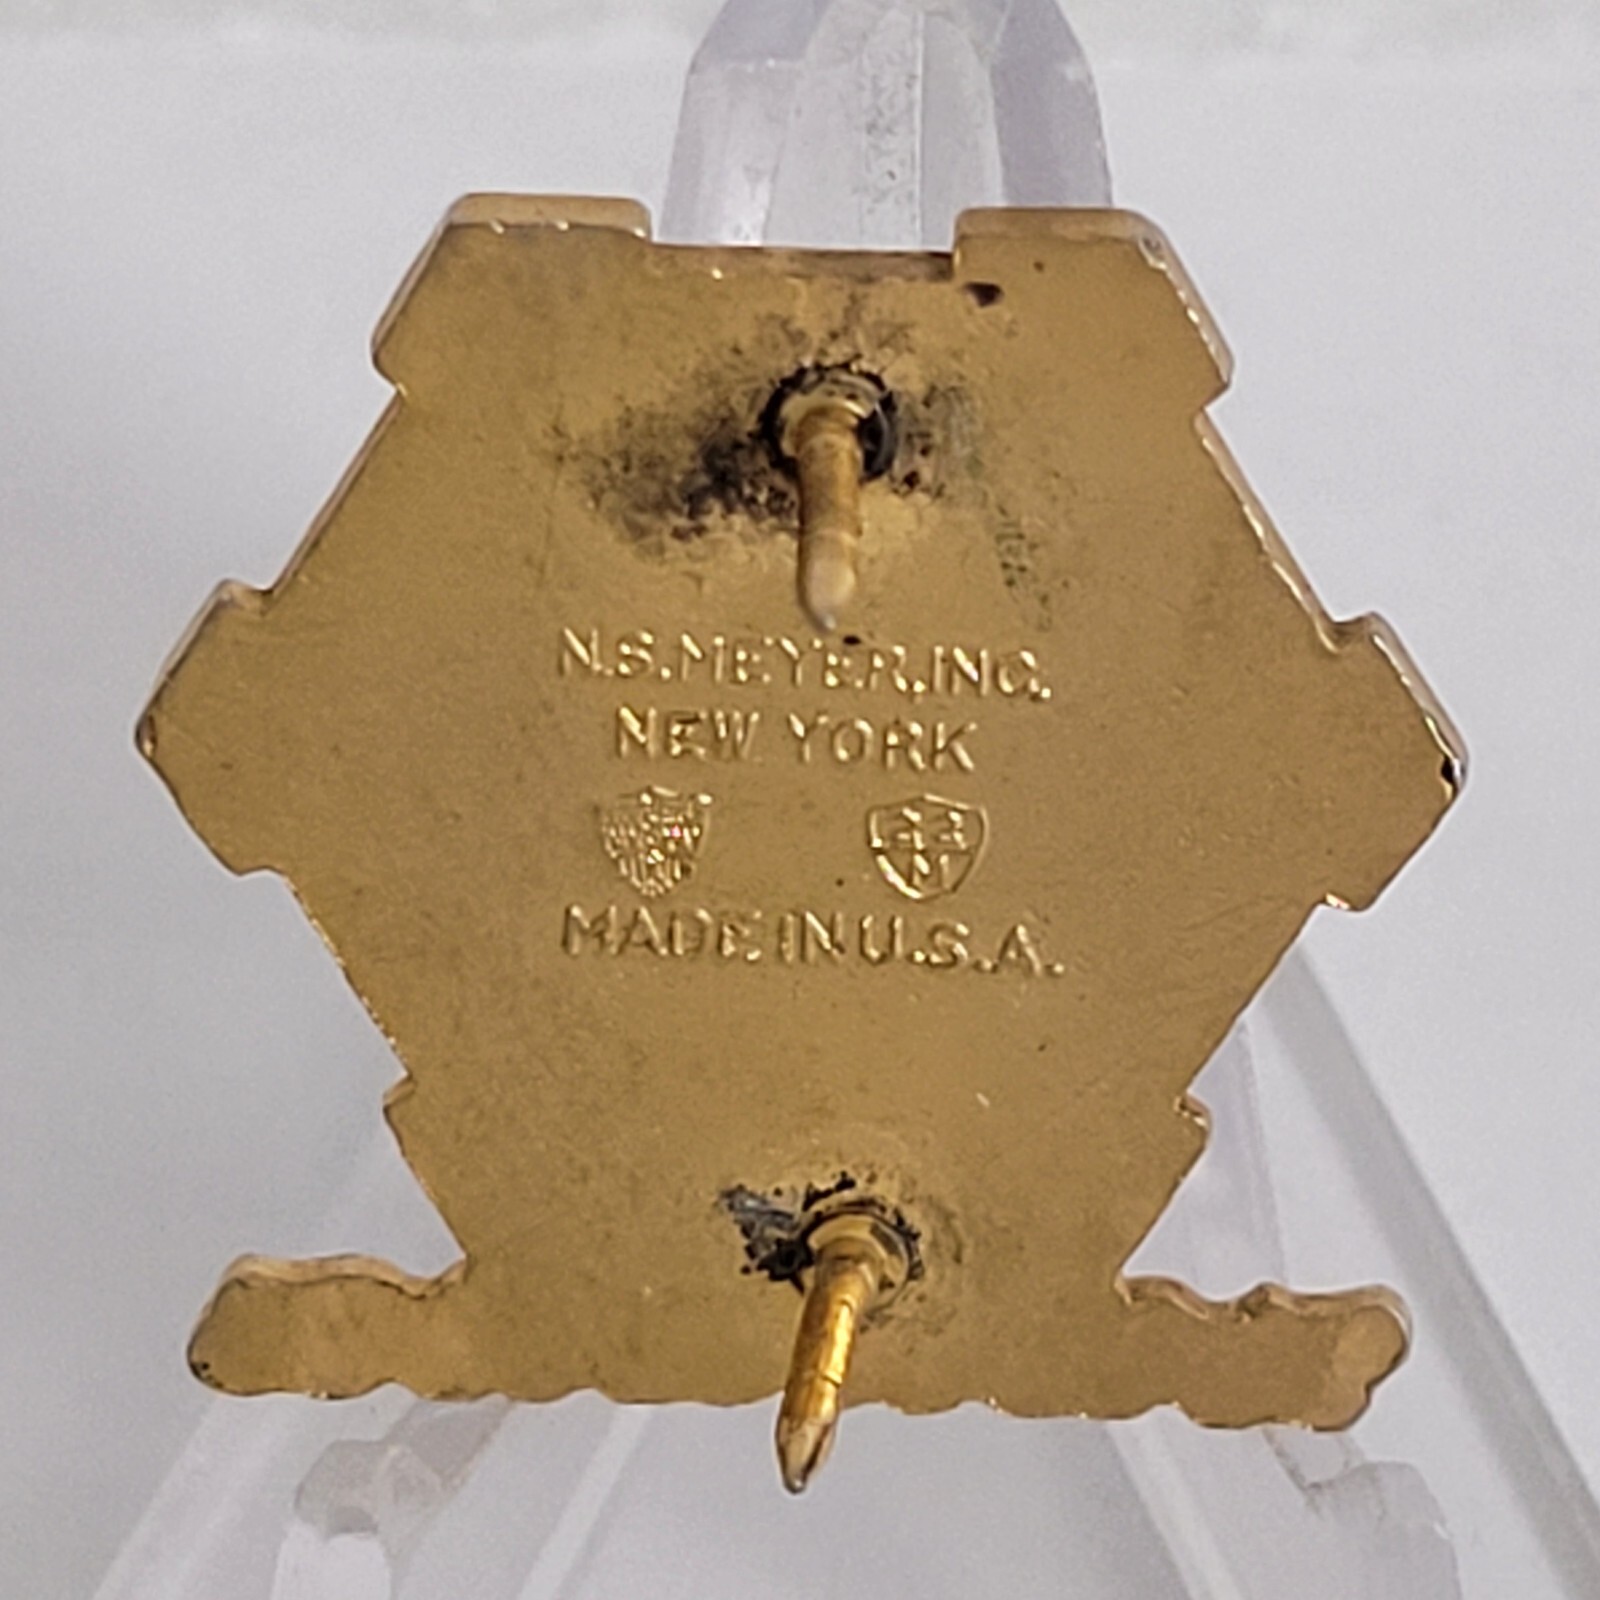 N.S.MEYER,INC.
NEW YORK
M
MADE IN U.S.A.